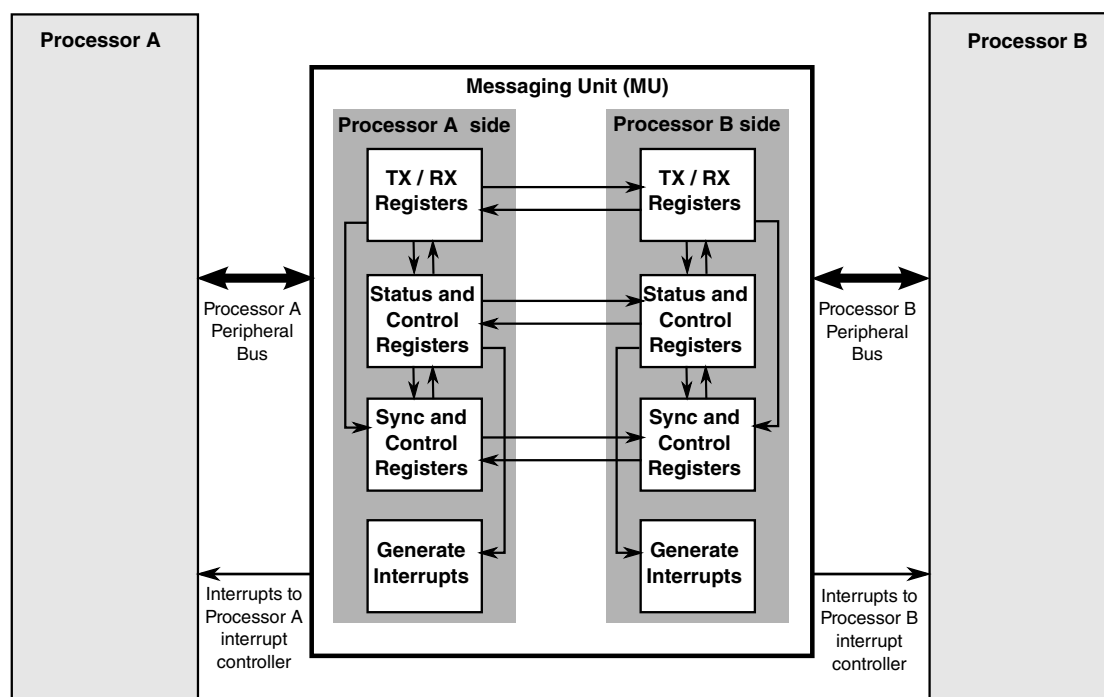 Processor A
Processor B
Messaging Unit (MU)
Processor A side
Processor B side
TX / RX
Registers
TX / RX
Registers
Status and
Control
Registers
Status and
Control
Registers
Processor A
Peripheral
Bus
Processor B
Peripheral
Bus
Sync and
Control
Registers
Sync and
Control
Registers
Generate
Interrupts
Generate
Interrupts
Interrupts to
Processor A
interrupt
controller
Interrupts to
Processor B
interrupt
controller